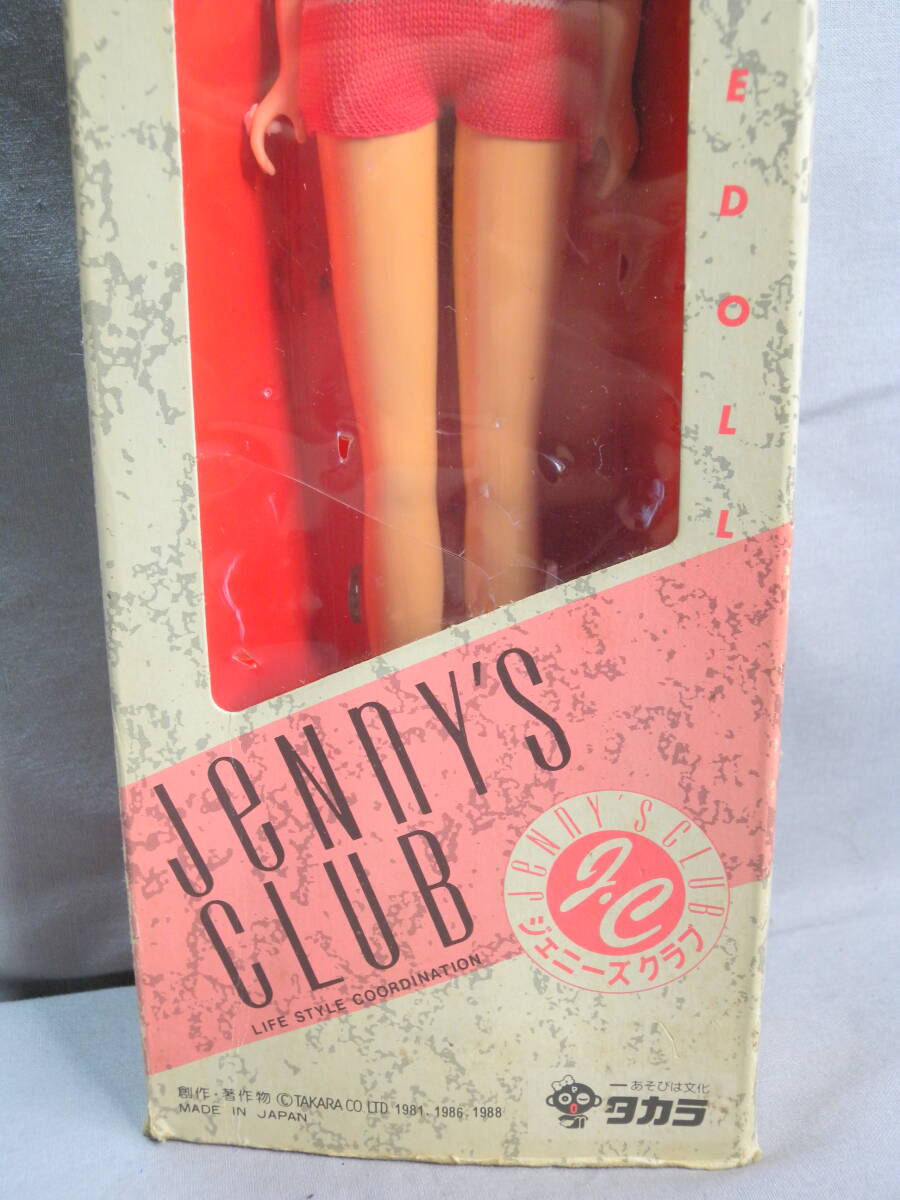 E DOLL
JENNY'S
CLUB
LIFE STYLE COORDINATION
JENNY'S CLUB
J.C
ジェニーズクラブ
創作・著作物 ©TAKARA CO. LTD 1981. 1986. 1988
MADE IN JAPAN
あそびは文化
タカラ